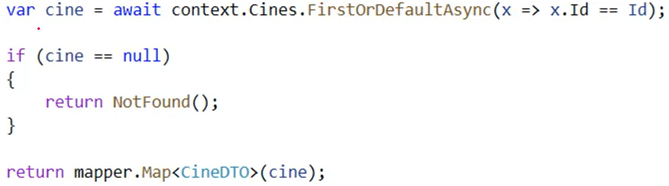 var cine = await context.Cines.FirstOrDefaultAsync(x => x.Id == Id);
if (cine == null)
{
    return NotFound();
}
return mapper.Map<CineDTO>(cine);